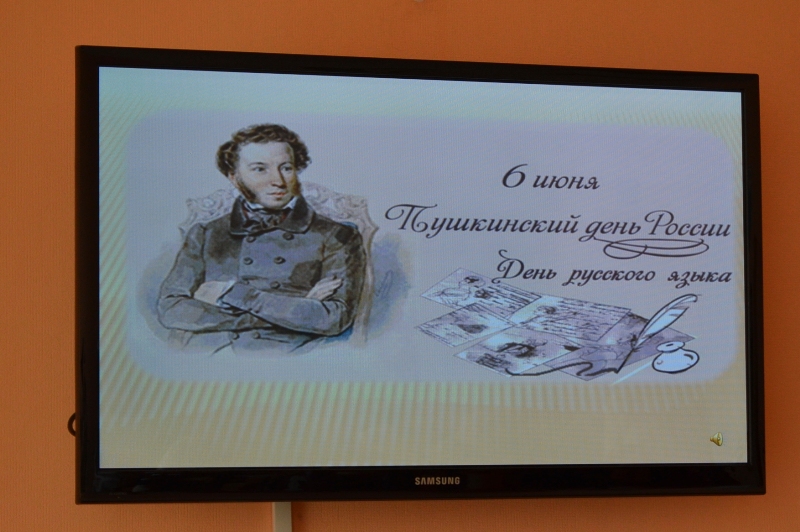 6 июня
Пушкинский день России
День русского языка
SAMSUNG